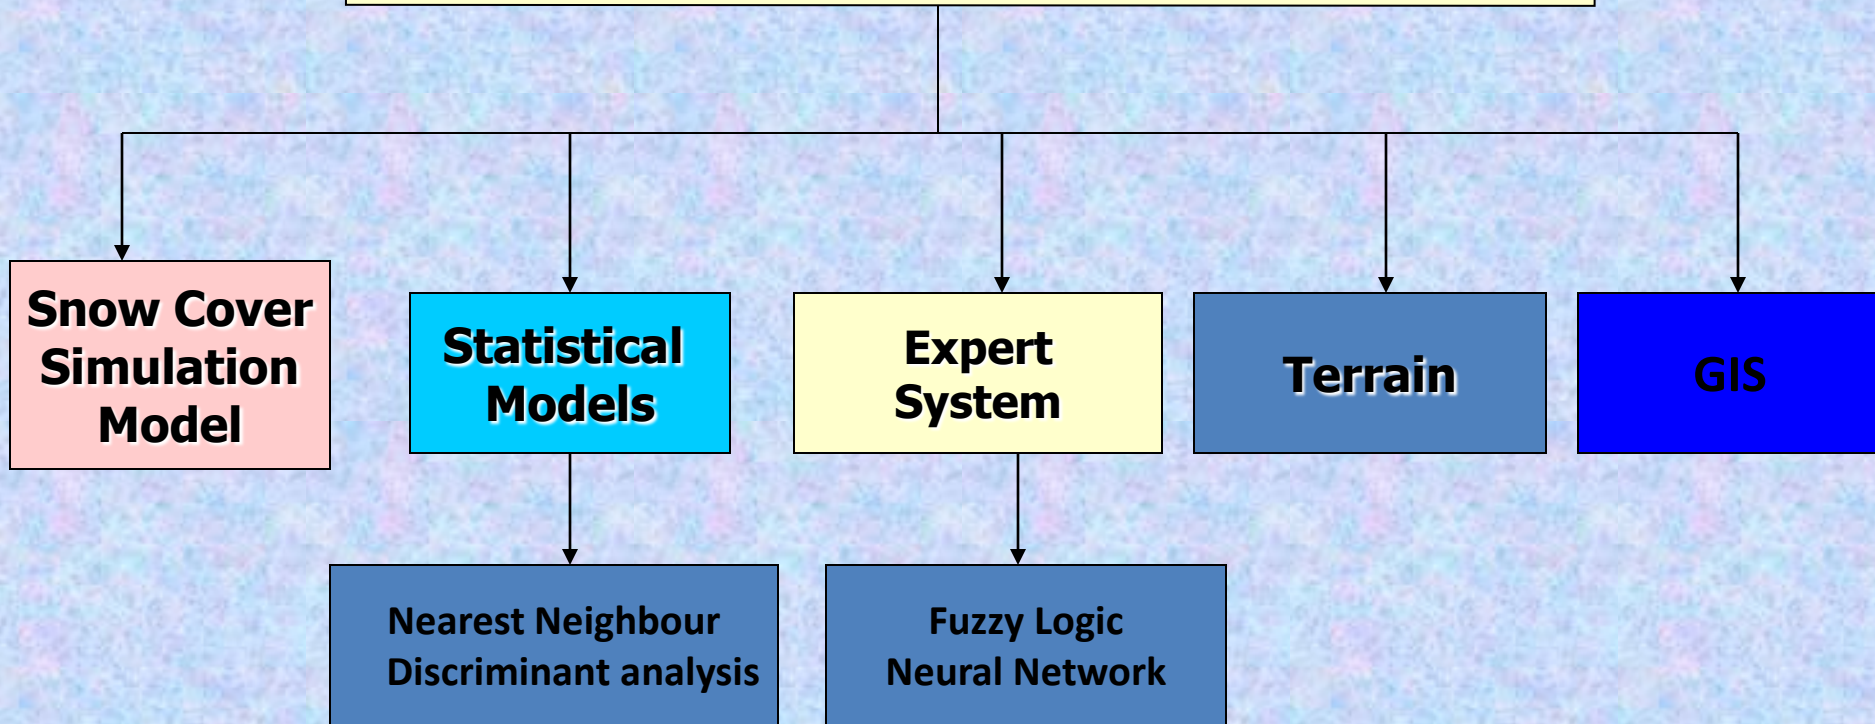 Snow Cover
Simulation
Model
Statistical
Models
Expert
System
Terrain
GIS
Nearest Neighbour
Discriminant analysis
Fuzzy Logic
Neural Network